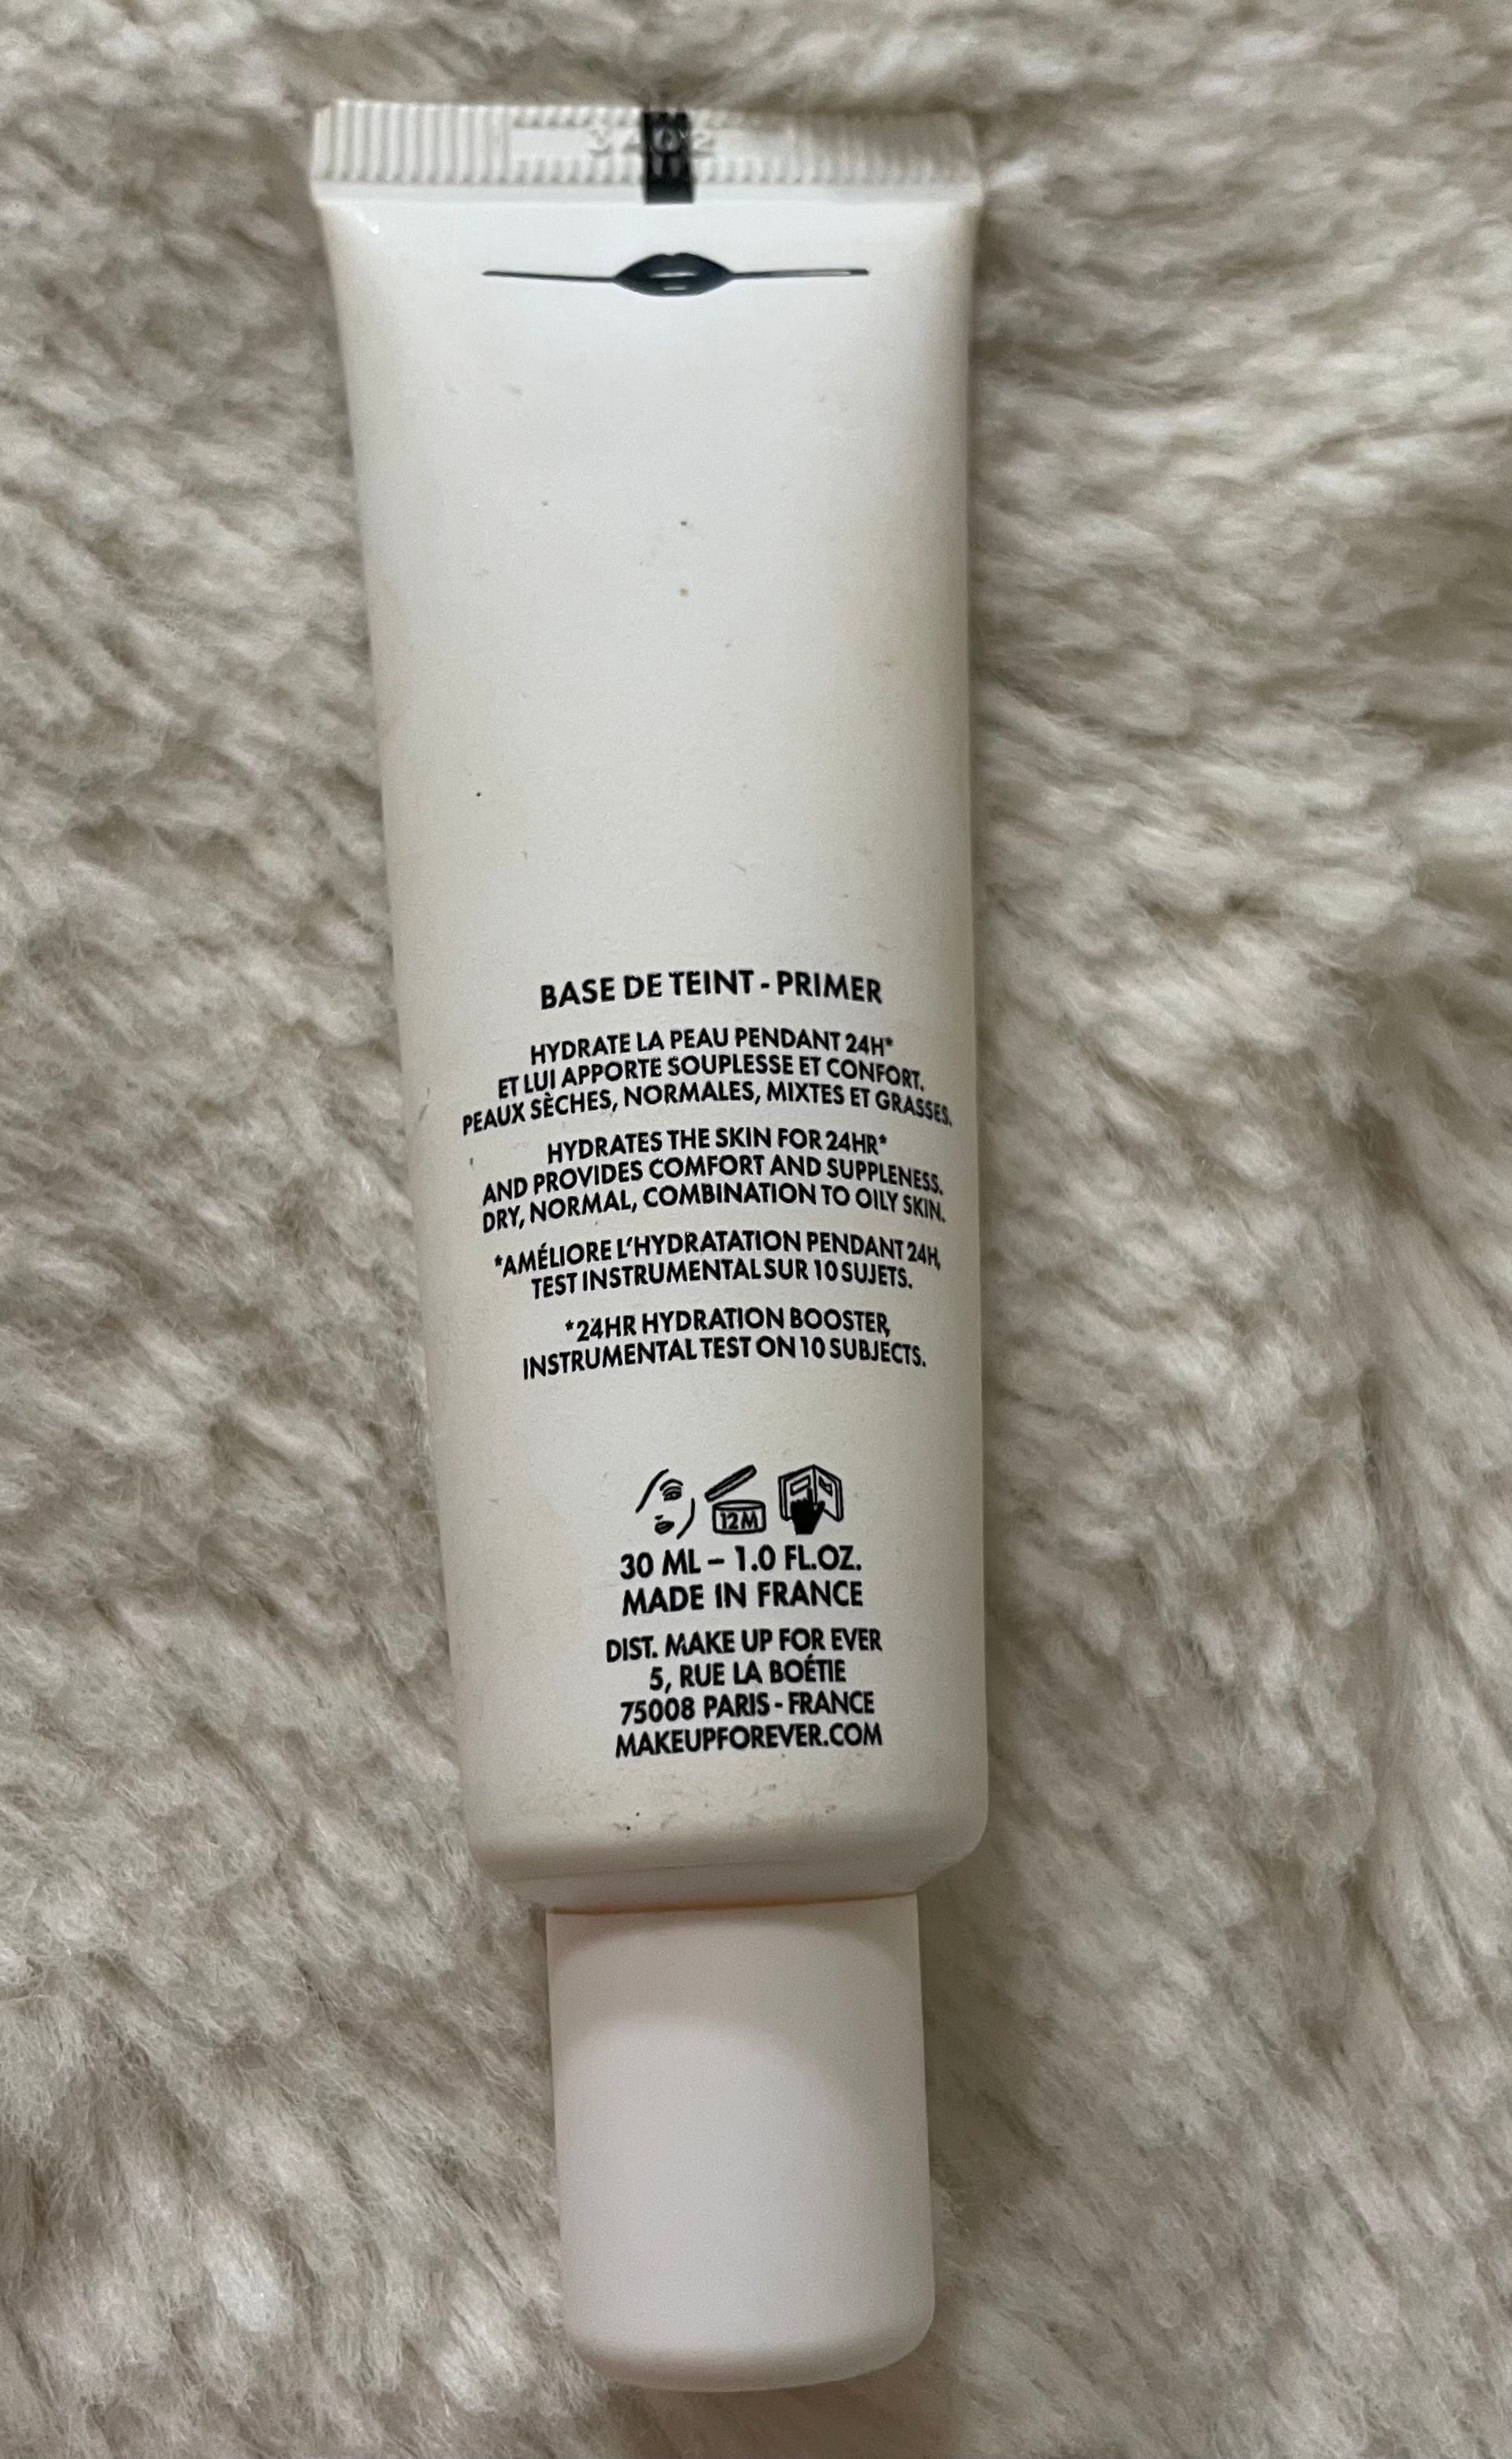 BASE DE TEINT - PRIMER
HYDRATE LA PEAU PENDANT 24H*
ET LUI APPORTE SOUPLESSE ET CONFORT.
PEAUX SÈCHES, NORMALES, MIXTES ET GRASSES.
HYDRATES THE SKIN FOR 24HR*
AND PROVIDES COMFORT AND SUPPLENESS.
DRY, NORMAL, COMBINATION TO OILY SKIN.
*AMÉLIORE L'HYDRATATION PENDANT 24H,
TEST INSTRUMENTAL SUR 10 SUJETS.
*24HR HYDRATION BOOSTER,
INSTRUMENTAL TEST ON 10 SUBJECTS.
12M
30 ML – 1.0 FL.OZ.
MADE IN FRANCE
DIST. MAKE UP FOR EVER
5, RUE LA BOÉTIE
75008 PARIS - FRANCE
MAKEUPFOREVER.COM